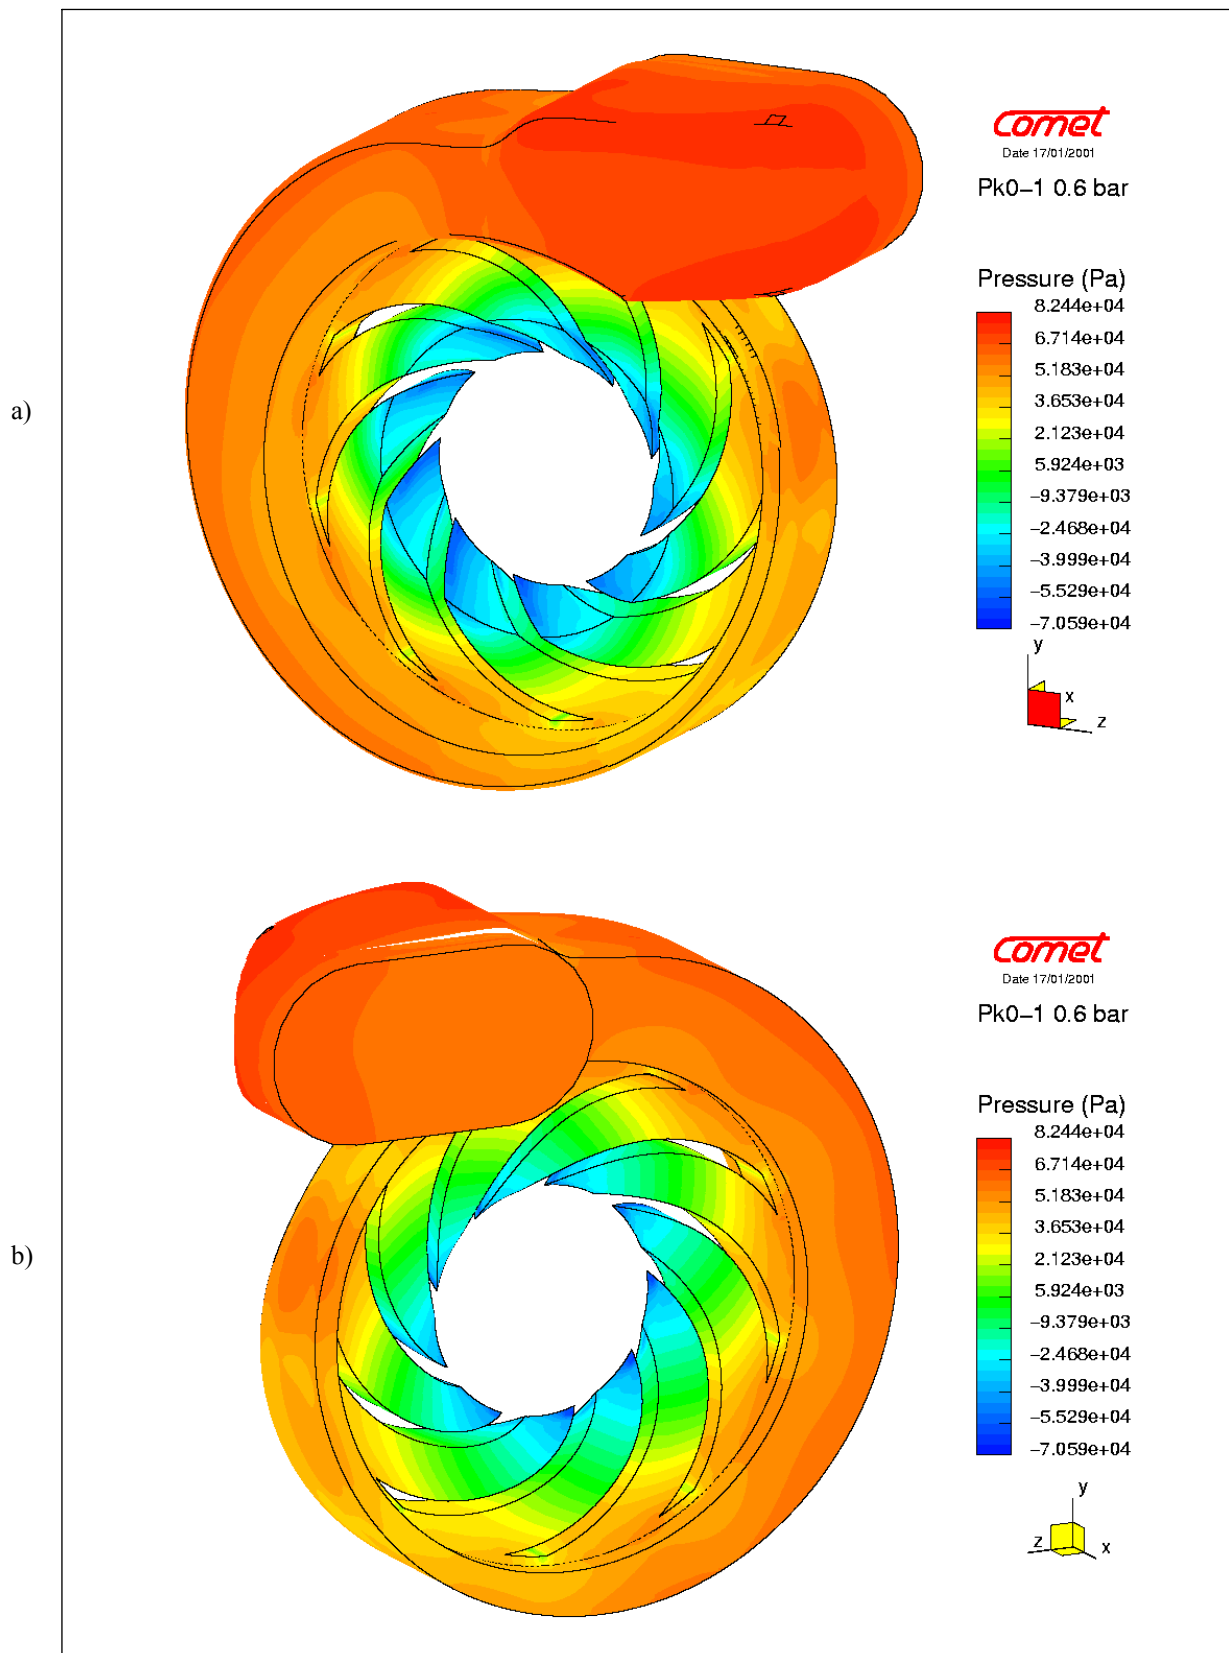 a)
Comet
Date 17/01/2001
Pk0-1 0.6 bar
Pressure (Pa)
8.244e+04
6.714e+04
5.183e+04
3.653e+04
2.123e+04
5.924e+03
-9.379e+03
-2.468e+04
-3.999e+04
-5.529e+04
-7.059e+04
y
x
z
b)
Comet
Date 17/01/2001
Pk0-1 0.6 bar
Pressure (Pa)
8.244e+04
6.714e+04
5.183e+04
3.653e+04
2.123e+04
5.924e+03
-9.379e+03
-2.468e+04
-3.999e+04
-5.529e+04
-7.059e+04
y
z
x